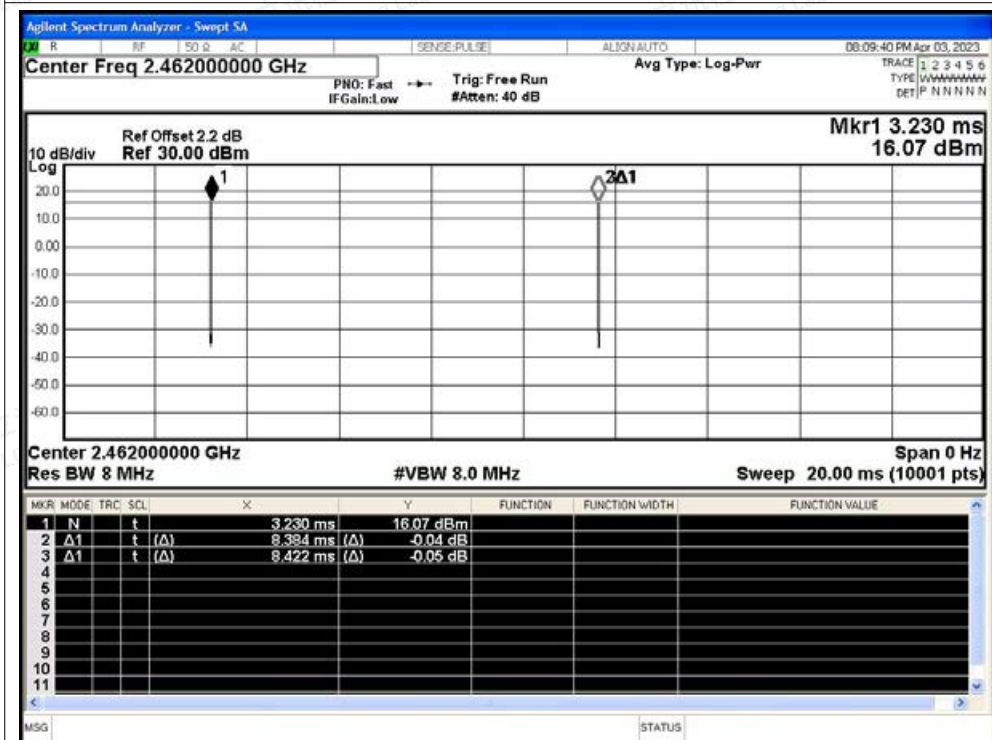 Agilent Spectrum Analyzer - Swept SA
R RF 50 Ω AC SENSE:PULSE ALIGN AUTO 08:09:40 PM Apr 03, 2023
Center Freq 2.462000000 GHz
PNO: Fast
IFGain:Low
Trig: Free Run
#Atten: 40 dB
Avg Type: Log-Pwr
TRACE 1 2 3 4 5 6
TYPE WWWWWW
DET P N N N N N
Mkr1 3.230 ms
16.07 dBm
Ref Offset 2.2 dB
10 dB/div Ref 30.00 dBm
Log
1
3Δ1
20.0
10.0
0.00
-10.0
-20.0
-30.0
-40.0
-50.0
-60.0
Center 2.462000000 GHz Span 0 Hz
Res BW 8 MHz #VBW 8.0 MHz Sweep 20.00 ms (10001 pts)
MKR MODE TRC SCL X Y FUNCTION FUNCTION WIDTH FUNCTION VALUE
1 N t 3.230 ms 16.07 dBm
2 Δ1 t (Δ) 8.384 ms (Δ) -0.04 dB
3 Δ1 t (Δ) 8.422 ms (Δ) -0.05 dB
4
5
6
7
8
9
10
11
MSG STATUS